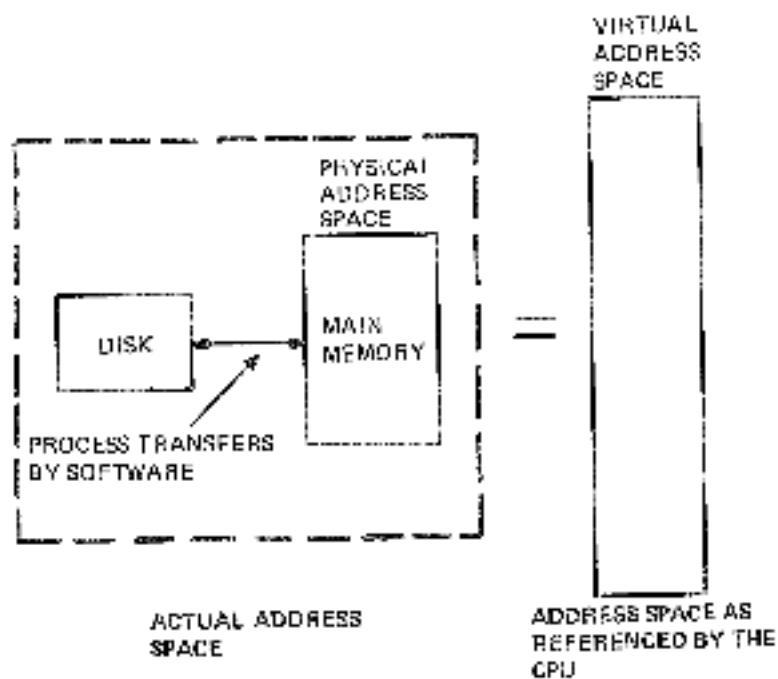 VIRTUAL
ADDRESS
SPACE
PHYSICAL
ADDRESS
SPACE
DISK
MAIN
MEMORY
=
PROCESS TRANSFERS
BY SOFTWARE
ACTUAL ADDRESS
SPACE
ADDRESS SPACE AS
REFERENCED BY THE
CPU